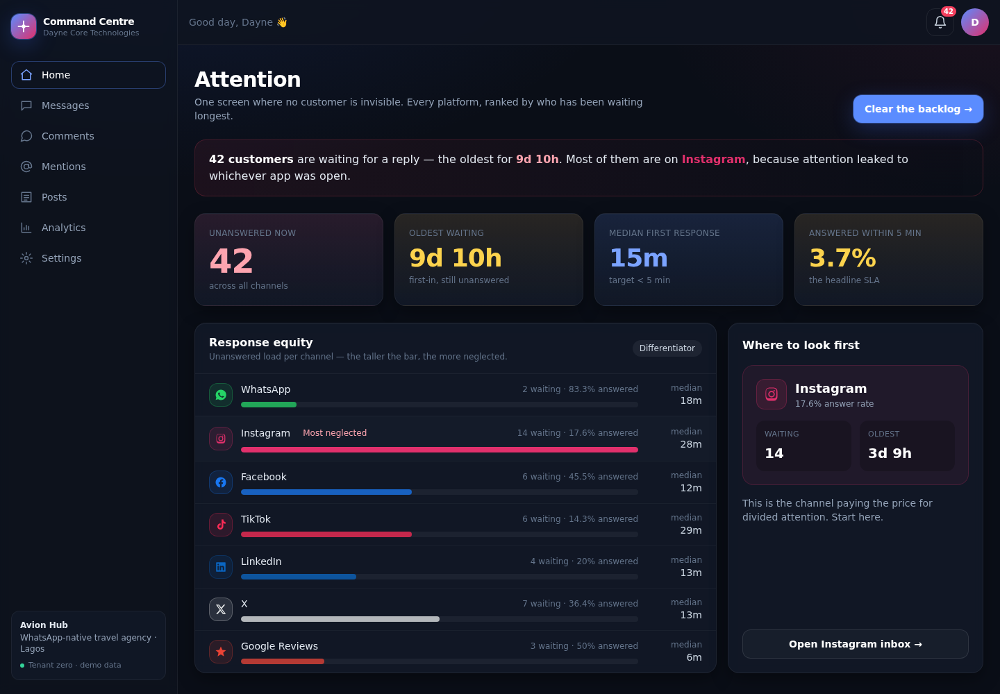 Command Centre
Dayne Core Technologies
Home
Messages
Comments
Mentions
Posts
Analytics
Settings
Avion Hub
WhatsApp-native travel agency ·
Lagos
Tenant zero · demo data
Good day, Dayne 👋
42
D
Attention
One screen where no customer is invisible. Every platform, ranked by who has been waiting
longest.
Clear the backlog →
42 customers are waiting for a reply — the oldest for 9d 10h. Most of them are on Instagram, because attention leaked to
whichever app was open.
UNANSWERED NOW
42
across all channels
OLDEST WAITING
9d 10h
first-in, still unanswered
MEDIAN FIRST RESPONSE
15m
target < 5 min
ANSWERED WITHIN 5 MIN
3.7%
the headline SLA
Response equity
Unanswered load per channel — the taller the bar, the more neglected.
Differentiator
WhatsApp
2 waiting · 83.3% answered
median
18m
Instagram
Most neglected
14 waiting · 17.6% answered
median
28m
Facebook
6 waiting · 45.5% answered
median
12m
TikTok
6 waiting · 14.3% answered
median
29m
LinkedIn
4 waiting · 20% answered
median
13m
X
7 waiting · 36.4% answered
median
13m
Google Reviews
3 waiting · 50% answered
median
6m
Where to look first
Instagram
17.6% answer rate
WAITING
14
OLDEST
3d 9h
This is the channel paying the price for
divided attention. Start here.
Open Instagram inbox →